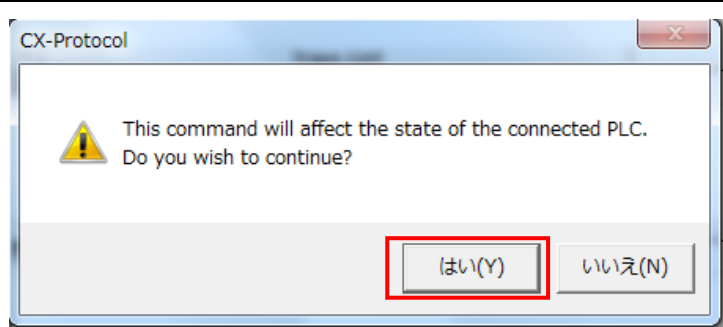 CX-Protocol
This command will affect the state of the connected PLC.
Do you wish to continue?
はい(Y)
いいえ(N)